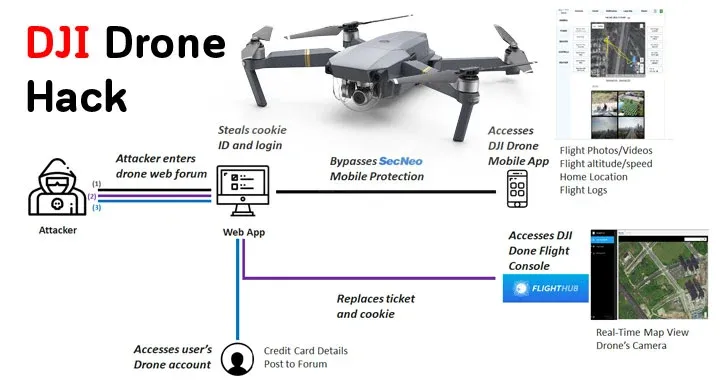 DJI Drone
Hack
Steals cookie
ID and login
Accesses
DJI Drone
Mobile App
Flight Photos/Videos
Flight altitude/speed
Home Location
Flight Logs
Attacker enters
drone web forum
Bypasses SecNeo
Mobile Protection
(1)
(2)
(3)
Attacker
Web App
Accesses DJI
Done Flight
Console
FLIGHTHUB
Replaces ticket
and cookie
Real-Time Map View
Drone's Camera
Accesses user's
Drone account
Credit Card Details
Post to Forum